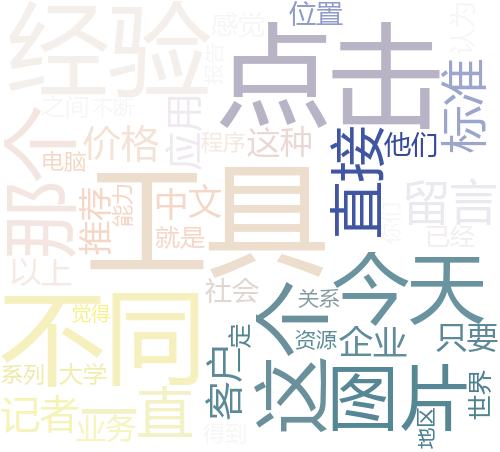 经验
感觉
位置
认为
报告
点击
之间
不断
应用
标准
那个
价格
程序
这种
直接
他们
电脑
工具
推荐
能力
中文
就是
留言
你们
已经
以上
社会
关系
今天
不同
觉得
这个
定
资源
企业
只要
系列
大学
客户
图片
世界
记者
一直
业务
得到
地区